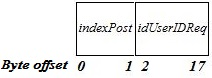 indexPost idUserIDReq
Byte offset 0 1 2 17